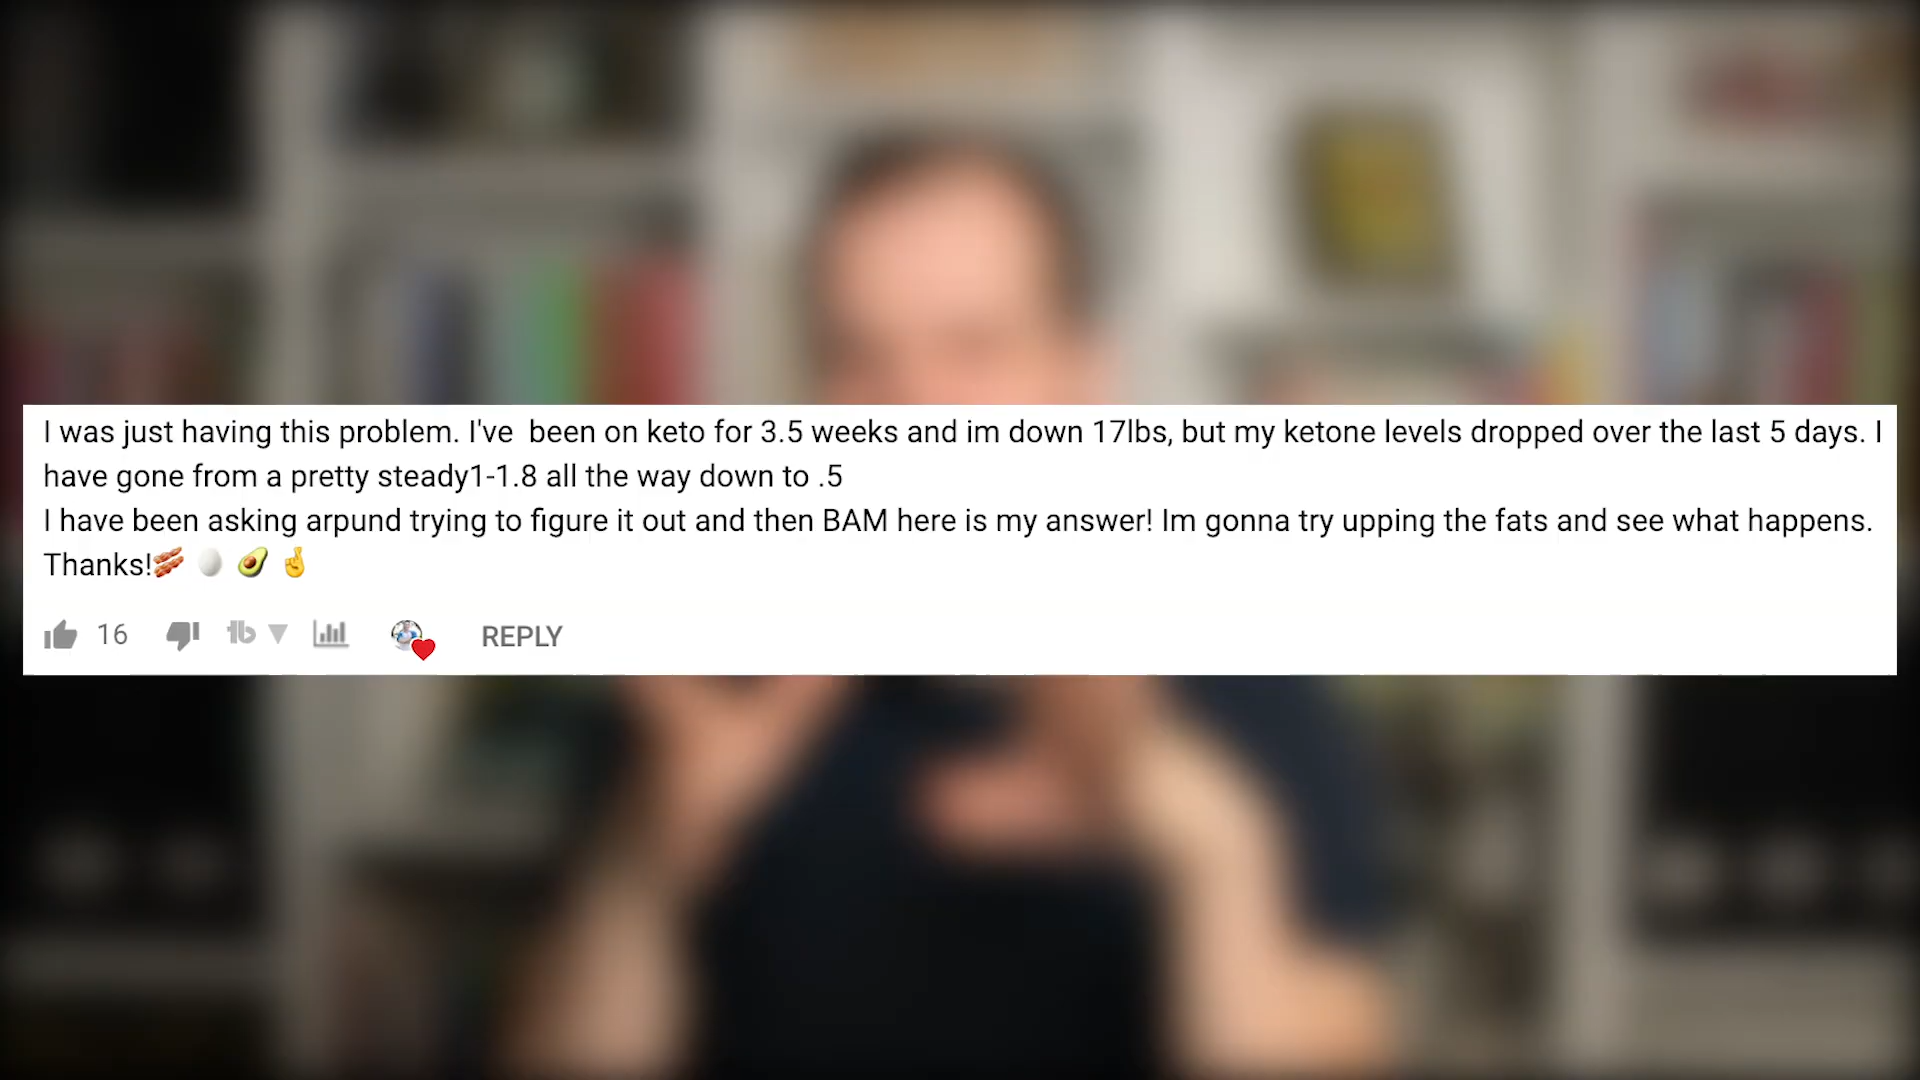 I was just having this problem. I've  been on keto for 3.5 weeks and im down 17lbs, but my ketone levels dropped over the last 5 days. I
have gone from a pretty steady1-1.8 all the way down to .5
I have been asking arpund trying to figure it out and then BAM here is my answer! Im gonna try upping the fats and see what happens.
Thanks!🥓 🥚 🥑 🤞
16 REPLY